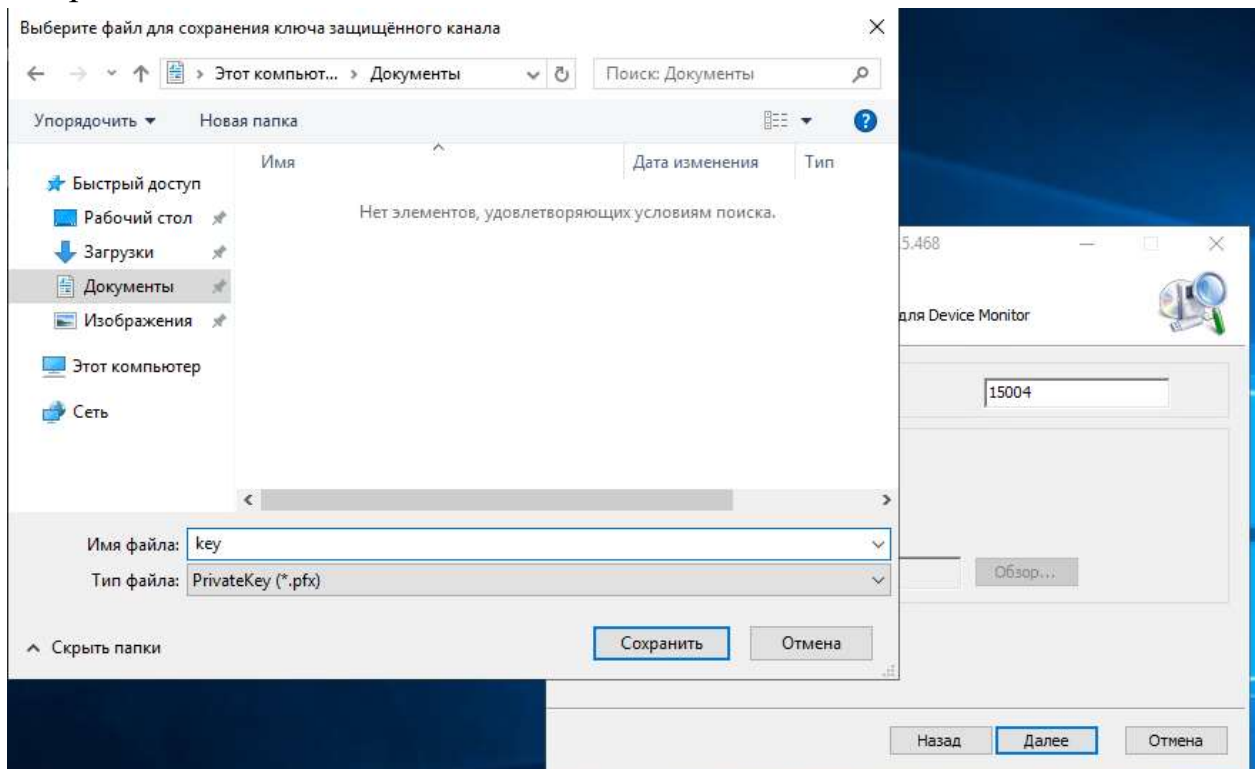 Выберите файл для сохранения ключа защищённого канала
Этот компьют... › Документы
Поиск: Документы
Упорядочить
Новая папка
Имя
Дата изменения
Тип
Быстрый доступ
Рабочий стол
Загрузки
Документы
Изображения
Этот компьютер
Сеть
Нет элементов, удовлетворяющих условиям поиска.
Имя файла: key
Тип файла: PrivateKey (*.pfx)
Скрыть папки
Сохранить
Отмена
5.468
для Device Monitor
15004
Обзор...
Назад
Далее
Отмена